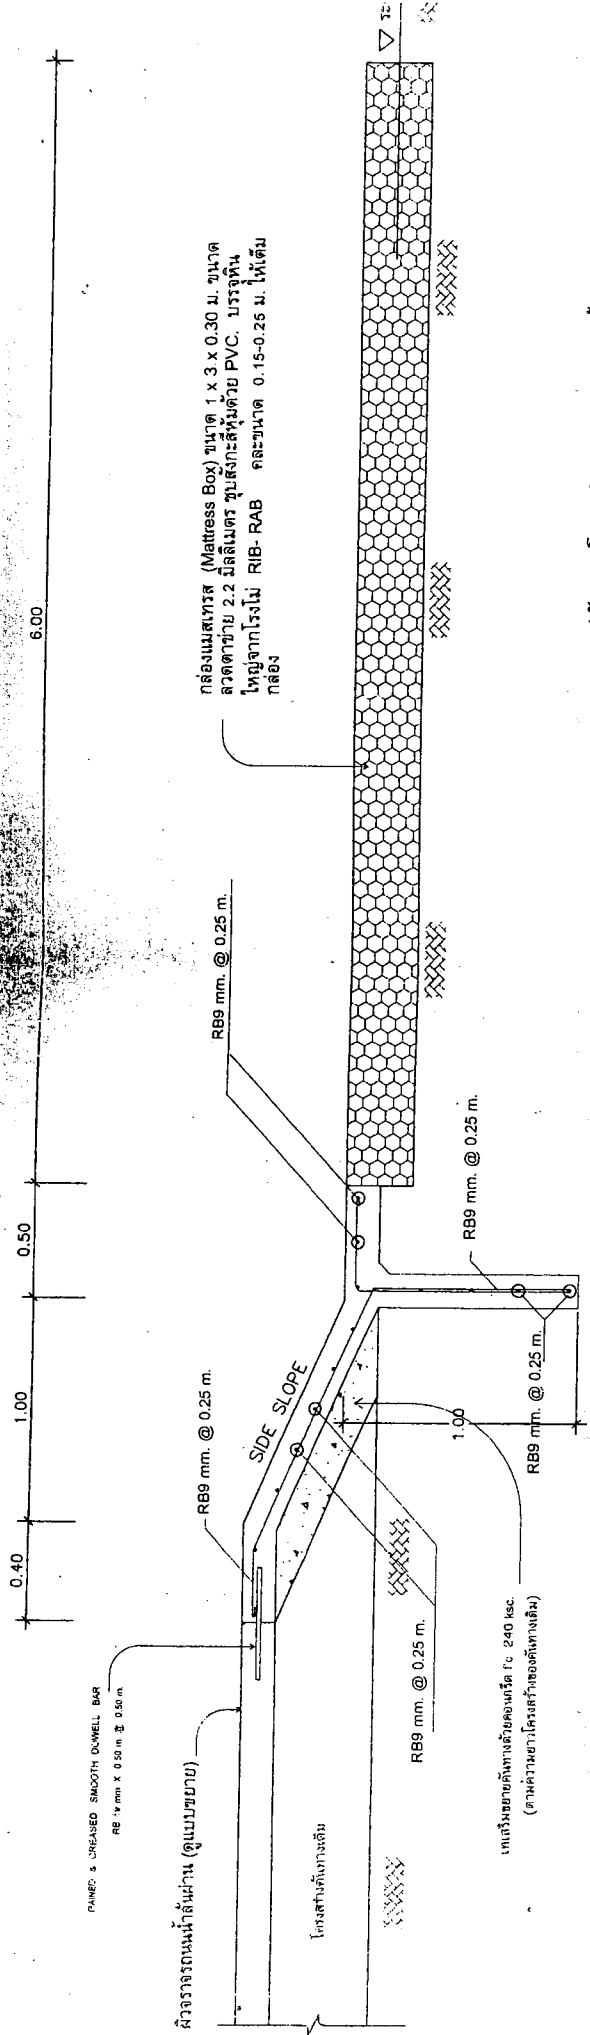 0.40
1.00
0.50
6.00
PAINED & GREASED SMOOTH DOWELL BAR
ผิวจราจรถนนน้ำล้นผ่าน (ดูแบบขยาย)
RB9 mm. @ 0.25 m.
SIDE SLOPE
RB9 mm. @ 0.25 m.
กล่องแมสเทรส (Mattress Box) ขนาด 1 x 3 x 0.30 ม. ขนาด
ลวดตาข่าย 2.2 มิลลิเมตร ชุบสังกะสีหุ้มด้วย PVC. บรรจุหิน
ใหญ่จากโรงโม่ RIB- RAB คละขนาด 0.15-0.25 ม. ให้เต็ม
กล่อง
โครงสร้างคันทางเดิม
RB9 mm. @ 0.25 m.
1.00
RB9 mm. @ 0.25 m.
RB9 mm. @ 0.25 m.
เทเสริมขยายคันทางด้วยคอนกรีต f'c 240 ksc.
(ตามความยาวโครงสร้างของคันทางเดิม)